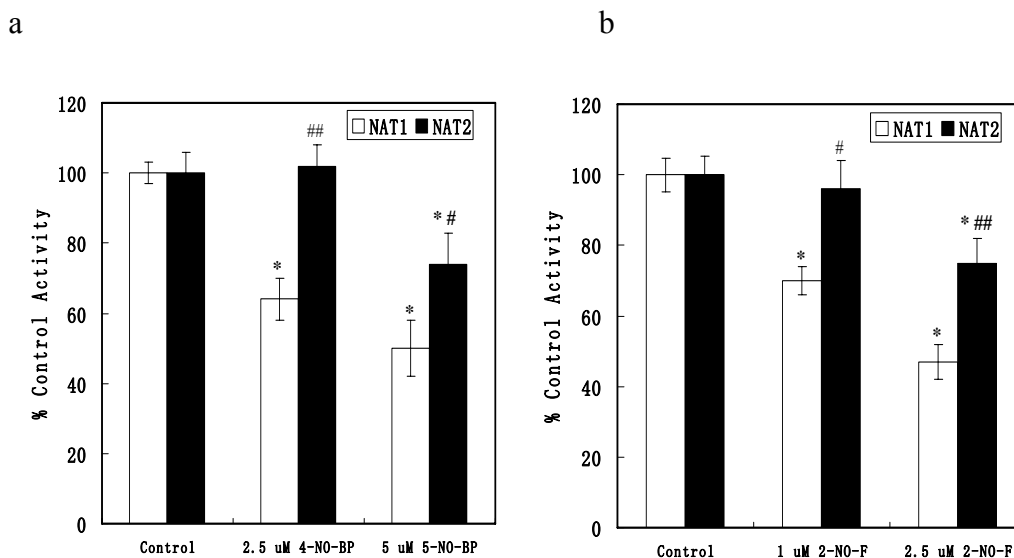 a
b
120
100
80
60
40
20
0
% Control Activity
NAT1 NAT2
##
*
* #
*
Control 2.5 uM 4-NO-BP 5 uM 5-NO-BP
120
100
80
60
40
20
0
% Control Activity
NAT1 NAT2
#
*
* ##
*
Control 1 uM 2-NO-F 2.5 uM 2-NO-F